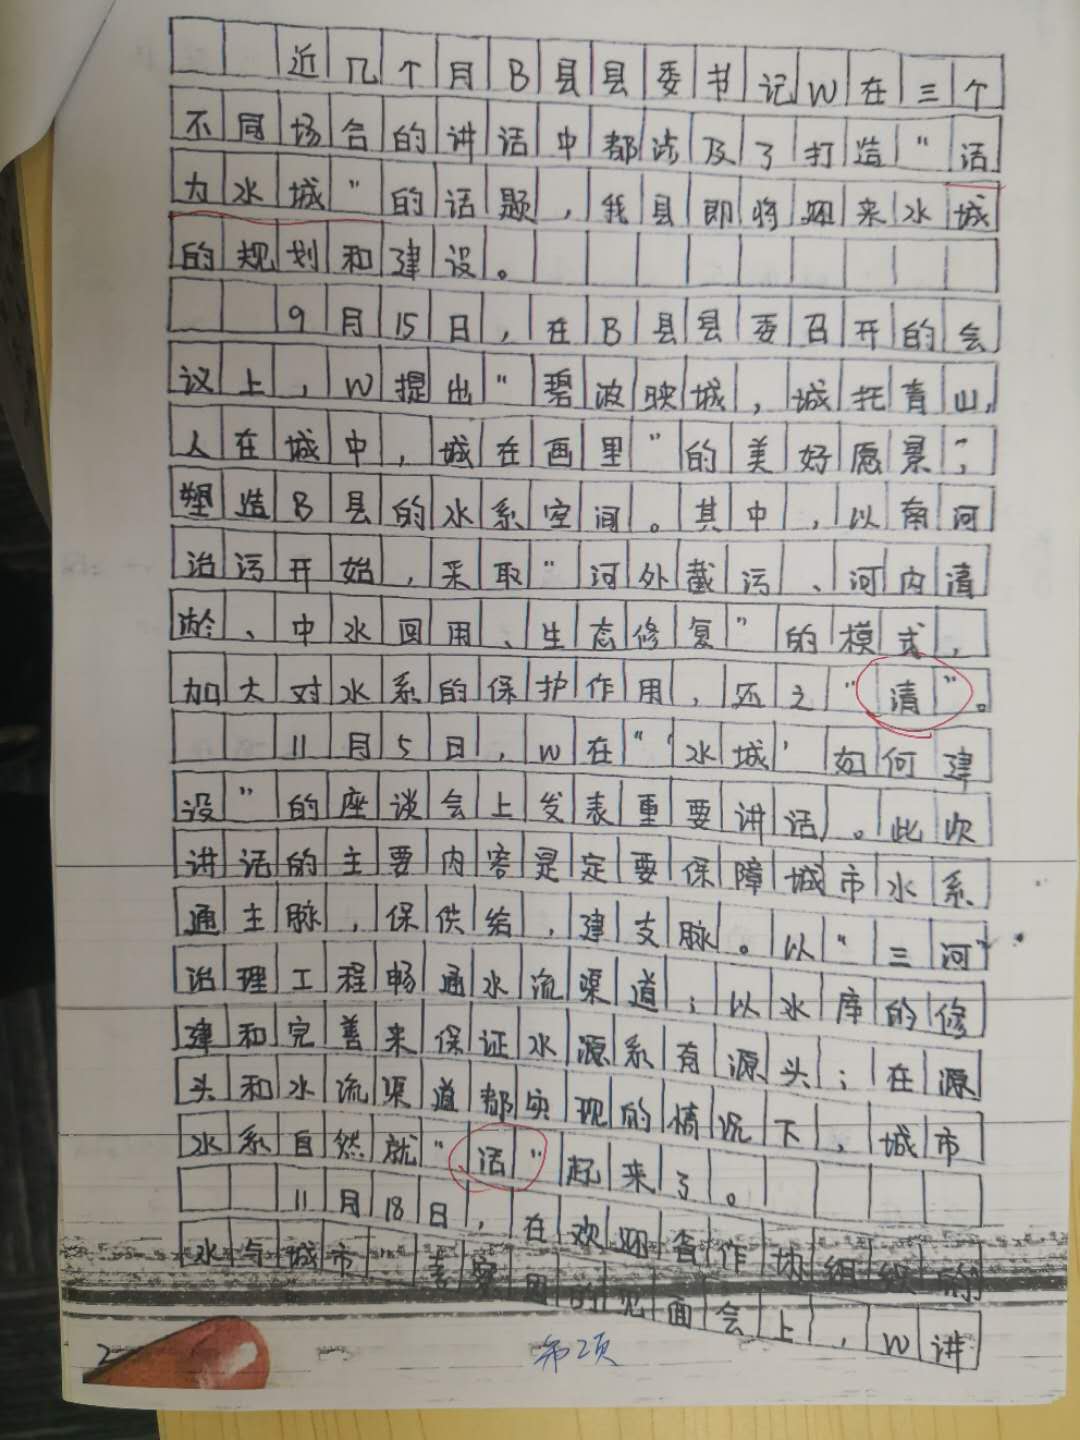 近几个月B县县委书记W在三个
不同场合的讲话中都涉及了打造“活
力水城”的话题，我县即将迎来水城
的规划和建设。
9月15日，在B县县委召开的会
议上，W提出“碧波映城，城托青山，
人在城中，城在画里”的美好愿景，
塑造B县的水系空间。其中，以南河
治污开始，采取“河外截污、河内清
淤、中水回用、生态修复”的模式，
加大对水系的保护作用，还之“清”。
11月5日，W在“‘水城’如何建
设”的座谈会上发表重要讲话。此次
讲话的主要内容是定要保障城市水系
通主脉，保供给，建支脉。以“三河”
治理工程畅通水流渠道；以水库的修
建和完善来保证水源系有源头；在源
头和水流渠道都实现的情况下，城市
水系自然就“活”起来了。
11月18日，在欢迎省作协组织的
水与城市 的见面会上，W讲
2
第2页